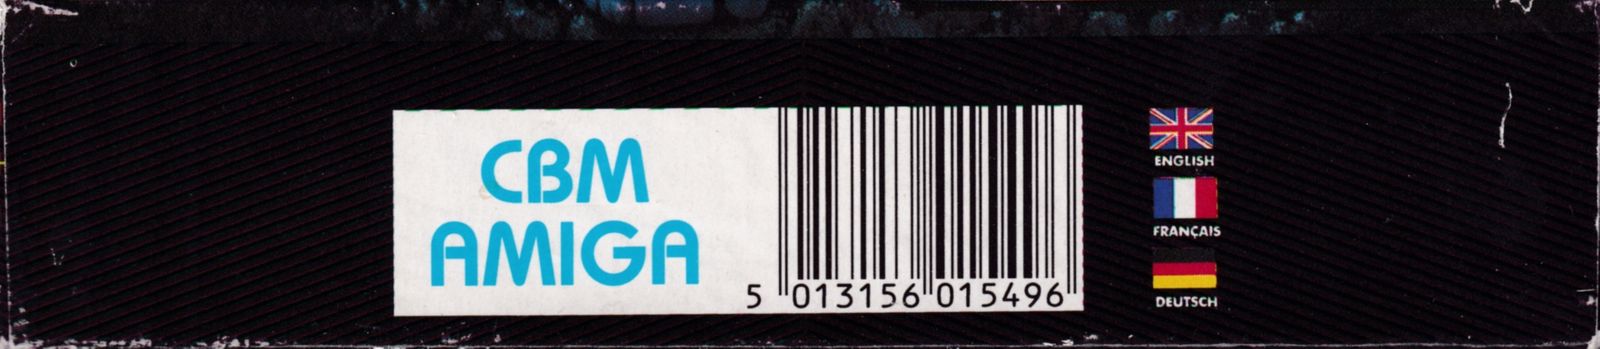 CBM
AMIGA
5 013156 015496
ENGLISH
FRANÇAIS
DEUTSCH